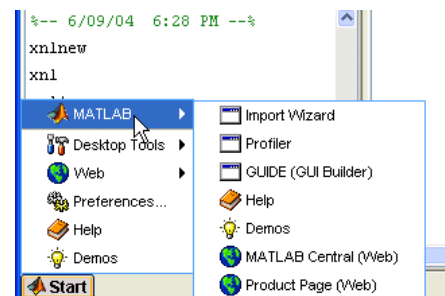 %-- 6/09/04 6:28 PM --%
xnlnew
xnl
MATLAB
Desktop Tools
Web
Preferences...
Help
Demos
Start
Import Wizard
Profiler
GUIDE (GUI Builder)
Help
Demos
MATLAB Central (Web)
Product Page (Web)